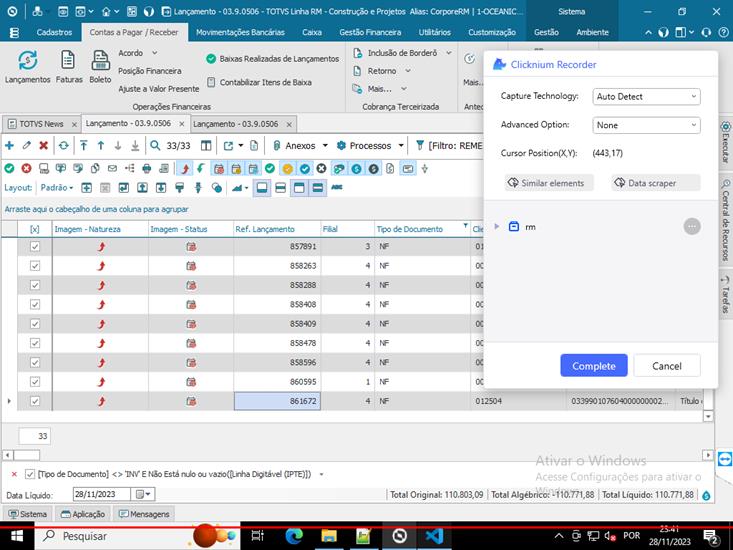 Lançamento - 03.9.0506 - TOTVS Linha RM - Construção e Projetos Alias: CorporeRM | 1-OCEANIC
Sistema
Cadastros Contas a Pagar / Receber Movimentações Bancárias Caixa Gestão Financeira Utilitários Customização Gestão Ambiente
Lançamentos Faturas Boleto
Acordo
Posição Financeira
Ajuste a Valor Presente
Baixas Realizadas de Lançamentos
Contabilizar Itens de Baixa
Operações Financeiras
Inclusão de Borderô
Retorno
Mais...
Cobrança Terceirizada
Mais...
Clicknium Recorder
Capture Technology: Auto Detect
Advanced Option: None
Cursor Position(X,Y): (443,17)
Similar elements Data scraper
rm
Complete Cancel
TOTVS News Lançamento - 03.9.0506 Lançamento - 03.9.0506
33/33 Anexos Processos [Filtro: REME
Layout: Padrão
ABC
Arraste aqui o cabeçalho de uma coluna para agrupar
[x] Imagem - Natureza Imagem - Status Ref. Lançamento Filial Tipo de Documento Clie
857891 3 NF 01
858263 4 NF 00
858288 4 NF 00
858408 4 NF 00
858409 4 NF 00
858478 4 NF 00
858596 4 NF 00
860595 1 NF 00
861672 4 NF 012504 03399010760400000002... Título
33
[Tipo de Documento] <> 'INV' E Não Está nulo ou vazio([Linha Digitável (IPTE)])
Data Líquido: 28/11/2023
Total Original: 110.803,09 Total Algébrico: -110.771,88 Total Líquido: 110.771,88
Executar
Central de Recursos
Tarefas
Ativar o Windows
Acesse Configurações para ativar o
Windows.
Sistema Aplicação Mensagens
Pesquisar
POR
28/11/2023
2